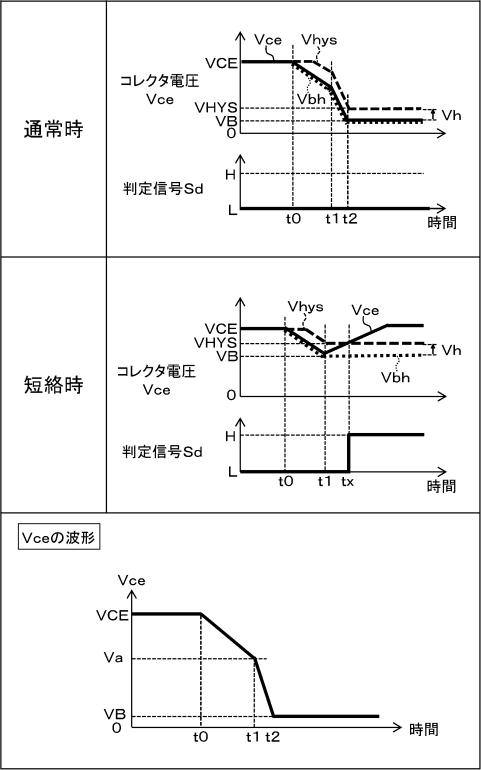 通常時
コレクタ電圧
Vce
VCE
Vce
Vhys
Vbh
VHYS
VB
0
Vh
判定信号Sd
H
L
t0 t1 t2
時間
短絡時
コレクタ電圧
Vce
VCE
VHYS
VB
0
Vhys
Vce
Vh
Vbh
判定信号Sd
H
L
t0 t1 tx
時間
Vceの波形
Vce
VCE
Va
VB
0
t0 t1 t2
時間